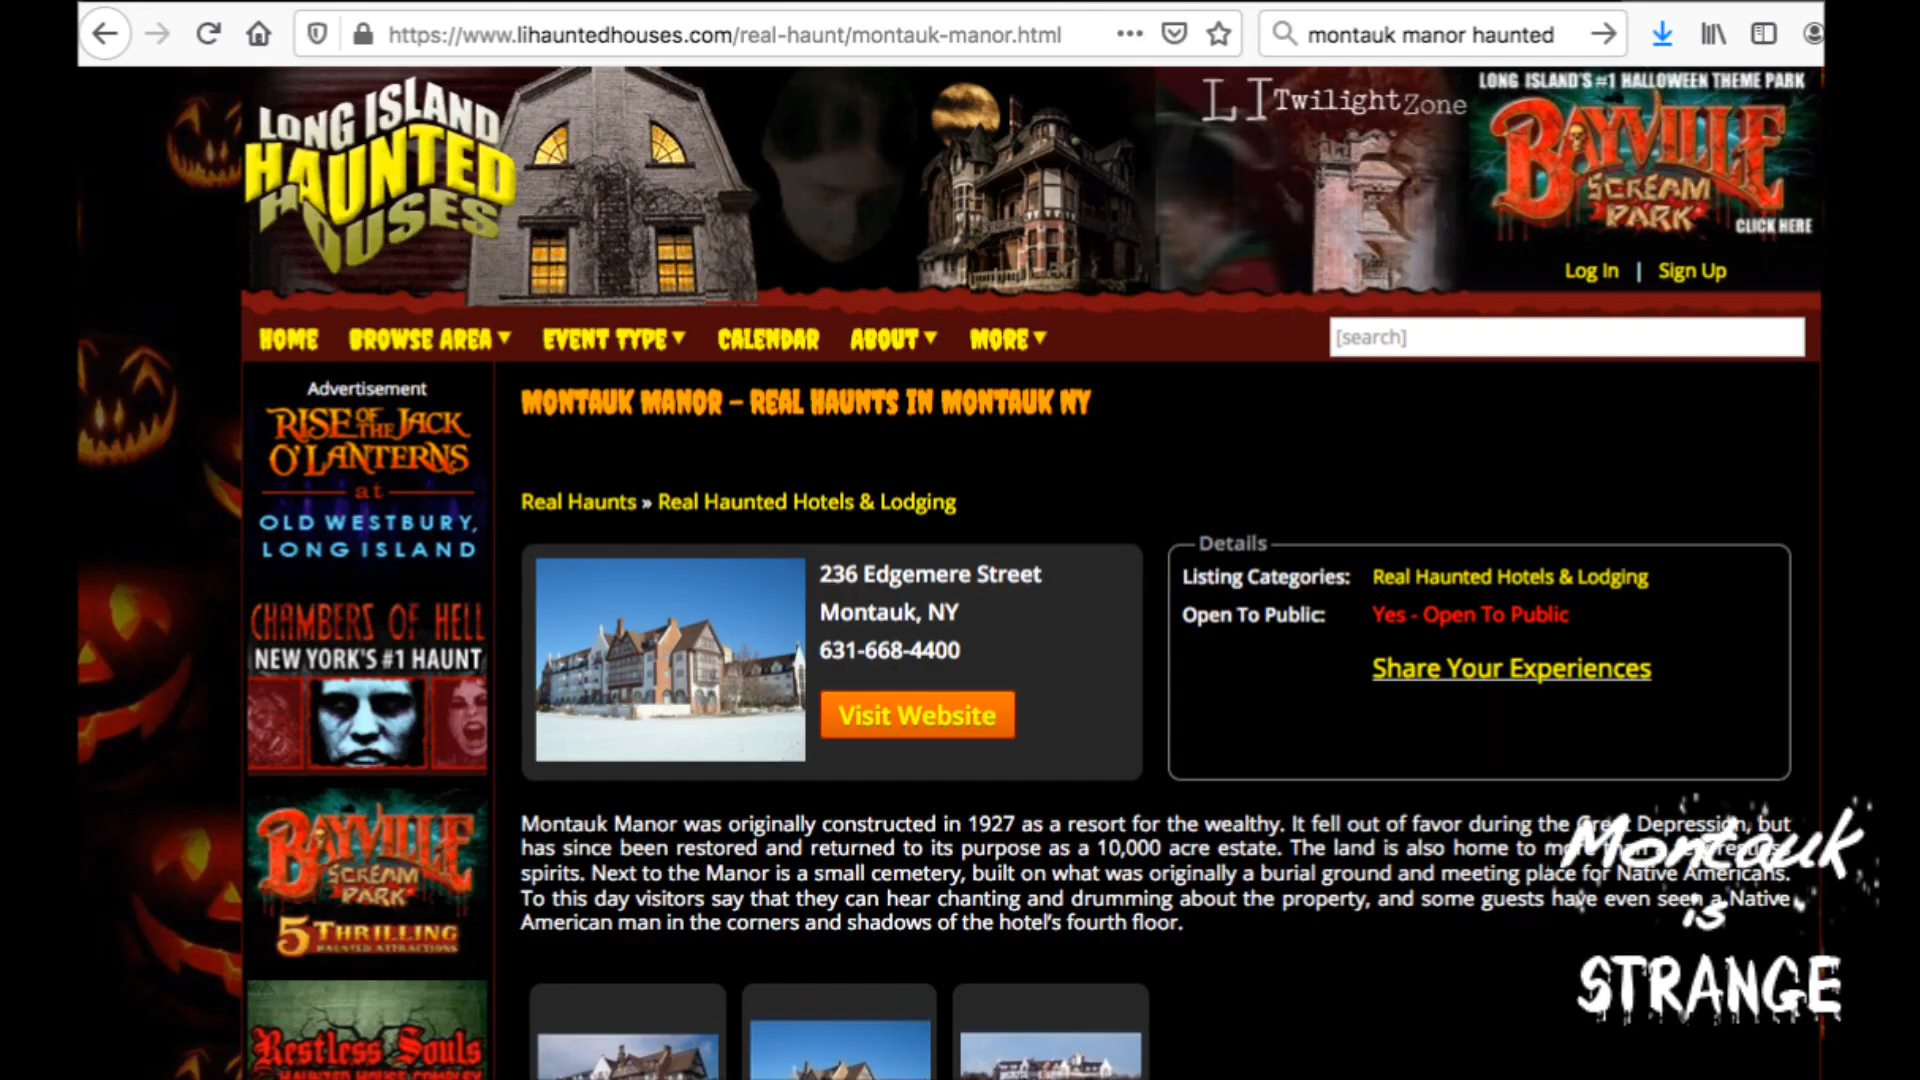 https://www.lihauntedhouses.com/real-haunt/montauk-manor.html
montauk manor haunted
LONG ISLAND
HAUNTED
HOUSES
LI Twilight Zone
LONG ISLAND'S #1 HALLOWEEN THEME PARK
BAYVILLE
SCREAM
PARK
CLICK HERE
Log In | Sign Up
HOME BROWSE AREA EVENT TYPE CALENDAR ABOUT MORE
[search]
Advertisement
RISE OF THE JACK
O'LANTERNS
at
OLD WESTBURY,
LONG ISLAND
CHAMBERS OF HELL
NEW YORK'S #1 HAUNT
BAYVILLE
SCREAM
PARK
5 THRILLING
HAUNTED ATTRACTIONS
Restless Souls
HAUNTED HOUSE COMPLEX
MONTAUK MANOR – REAL HAUNTS IN MONTAUK NY
Real Haunts » Real Haunted Hotels & Lodging
236 Edgemere Street
Montauk, NY
631-668-4400
Visit Website
Details
Listing Categories: Real Haunted Hotels & Lodging
Open To Public: Yes - Open To Public
Share Your Experiences
Montauk Manor was originally constructed in 1927 as a resort for the wealthy. It fell out of favor during the Great Depression, but
has since been restored and returned to its purpose as a 10,000 acre estate. The land is also home to more than a few
spirits. Next to the Manor is a small cemetery, built on what was originally a burial ground and meeting place for Native Americans.
To this day visitors say that they can hear chanting and drumming about the property, and some guests have even seen a Native
American man in the corners and shadows of the hotel's fourth floor.
Montauk
is
STRANGE